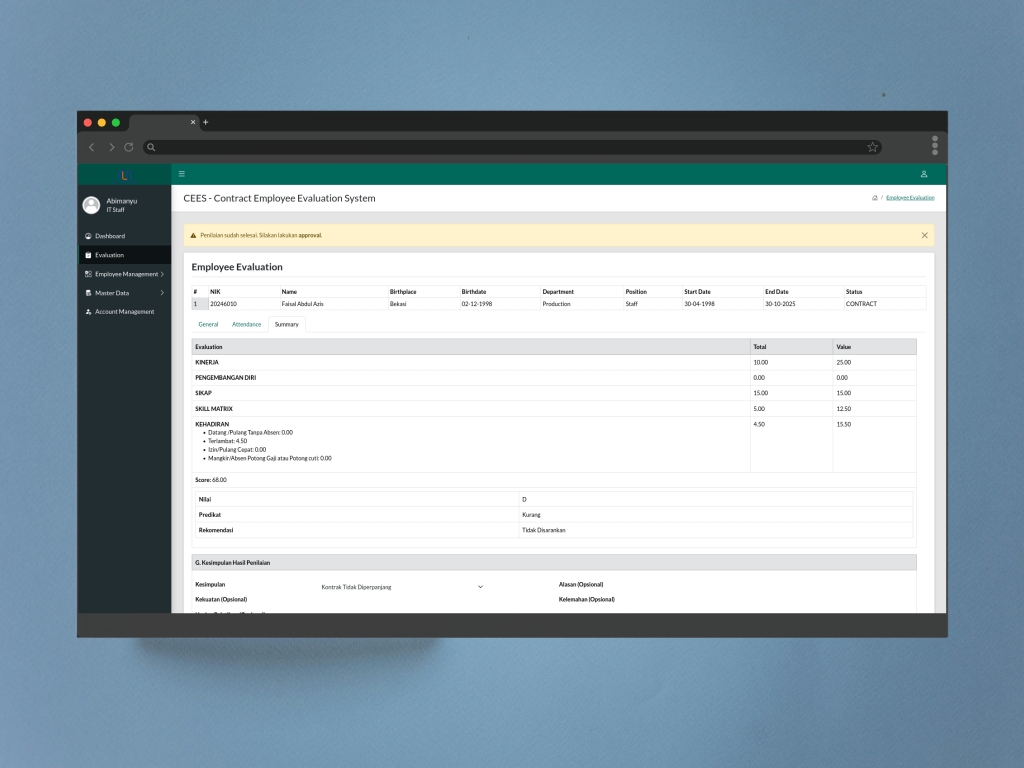 Abimanyu
IT Staff
Dashboard
Evaluation
Employee Management
Master Data
Account Management
CEES - Contract Employee Evaluation System
/ Employee Evaluation
Penilaian sudah selesai. Silakan lakukan approval.
Employee Evaluation
# NIK Name Birthplace Birthdate Department Position Start Date End Date Status
1 20246010 Faisal Abdul Azis Bekasi 02-12-1998 Production Staff 30-04-1998 30-10-2025 CONTRACT
General Attendance Summary
Evaluation Total Value
KINERJA 10.00 25.00
PENGEMBANGAN DIRI 0.00 0.00
SIKAP 15.00 15.00
SKILL MATRIX 5.00 12.50
KEHADIRAN 4.50 15.50
• Datang /Pulang Tanpa Absen: 0.00
• Terlambat: 4.50
• Izin/Pulang Cepat: 0.00
• Mangkir/Absen Potong Gaji atau Potong cuti: 0.00
Score: 68.00
Nilai D
Predikat Kurang
Rekomendasi Tidak Disarankan
G. Kesimpulan Hasil Penilaian
Kesimpulan Kontrak Tidak Diperpanjang Alasan (Opsional)
Kekuatan (Opsional) Kelemahan (Opsional)